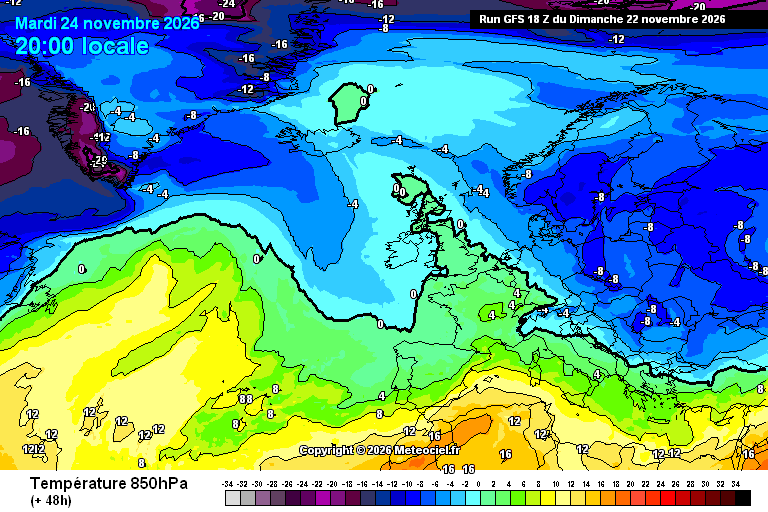 Mardi 24 novembre 2026
20:00 locale
Run GFS 18 Z du Dimanche 22 novembre 2026
Copyright © 2026 Meteociel.fr
Température 850hPa
(+ 48h)
-34 -32 -30 -28 -26 -24 -22 -20 -18 -16 -14 -12 -10 -8 -6 -4 -2 0 2 4 6 8 10 12 14 16 18 20 22 24 26 28 30 32 34